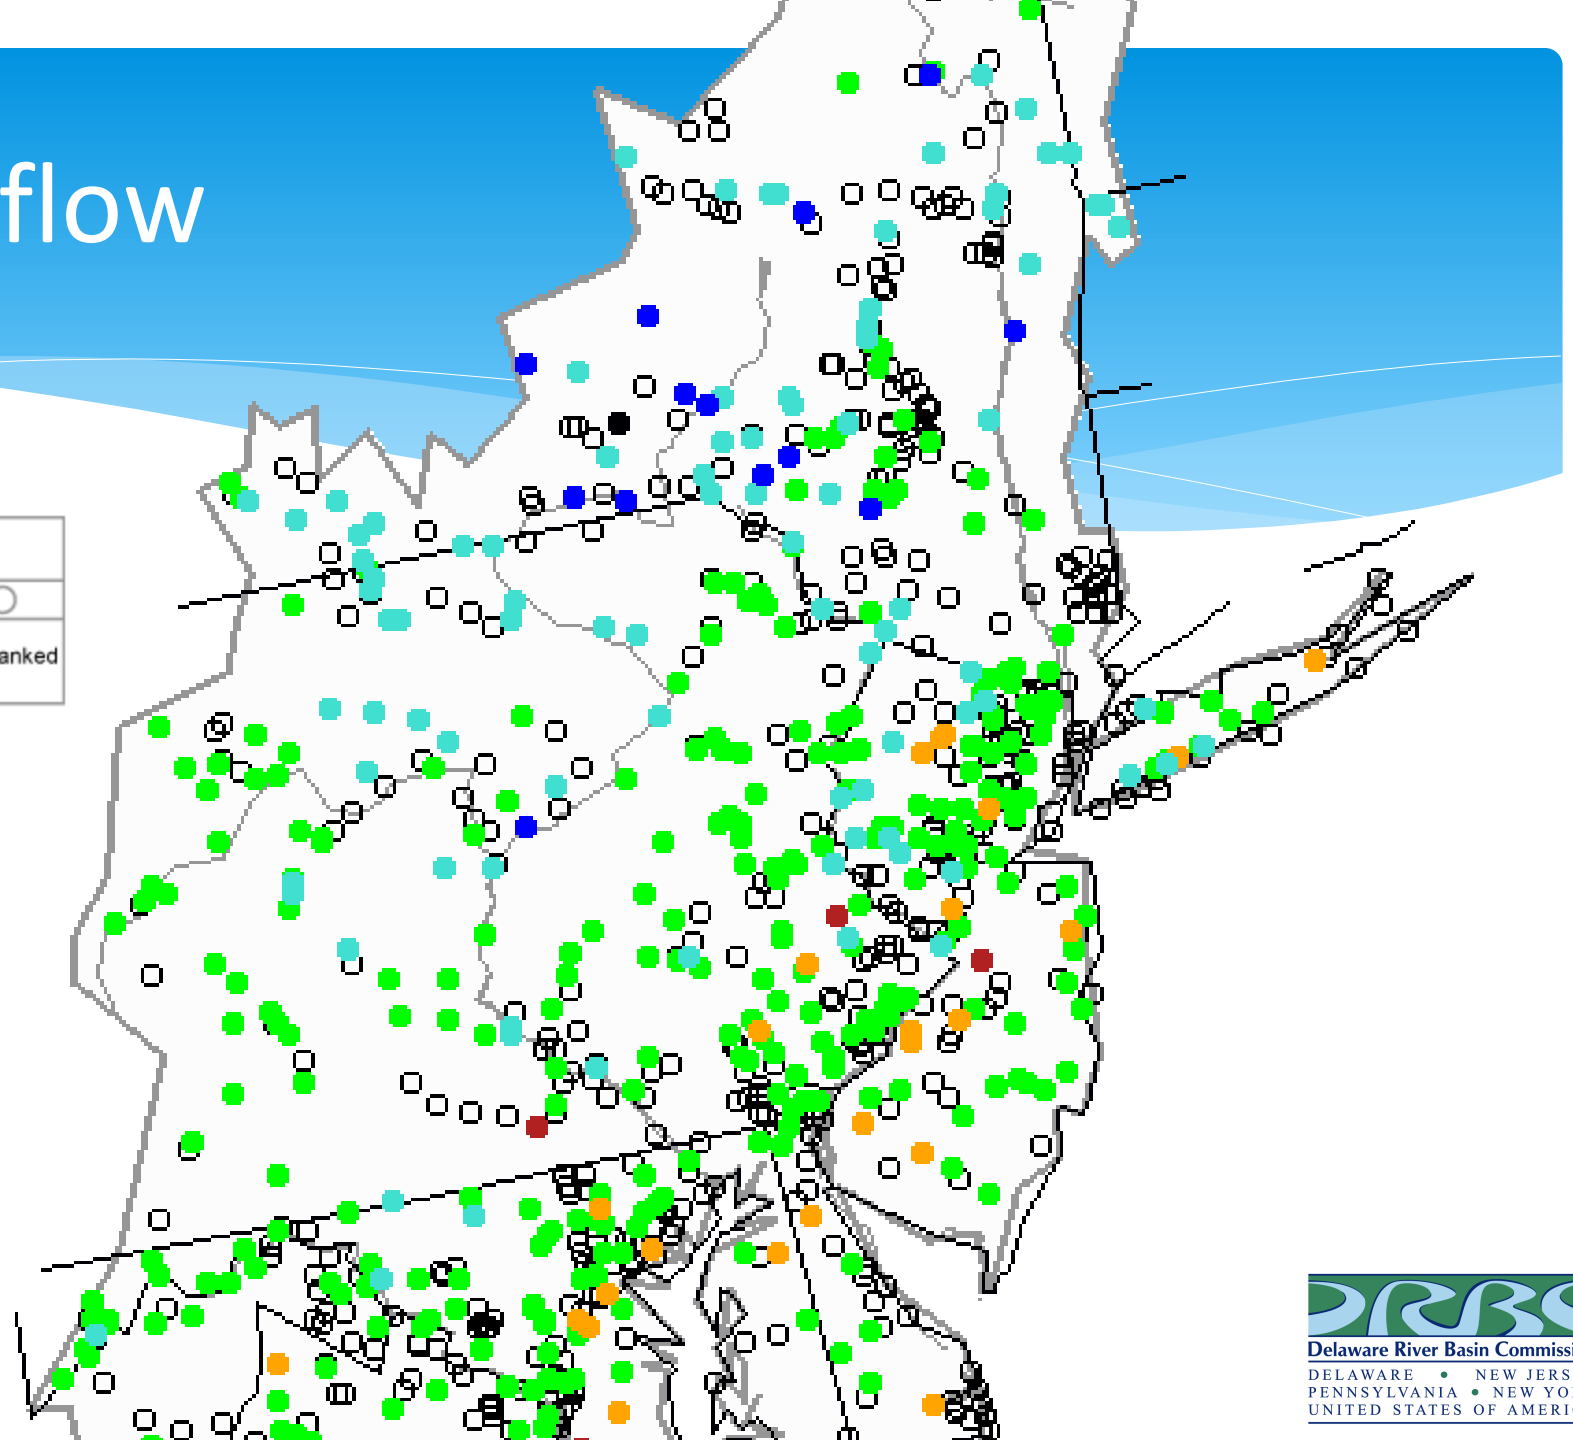 flow
anked
Delaware River Basin Commissi
DELAWARE • NEW JERS
PENNSYLVANIA • NEW YO
UNITED STATES OF AMERI